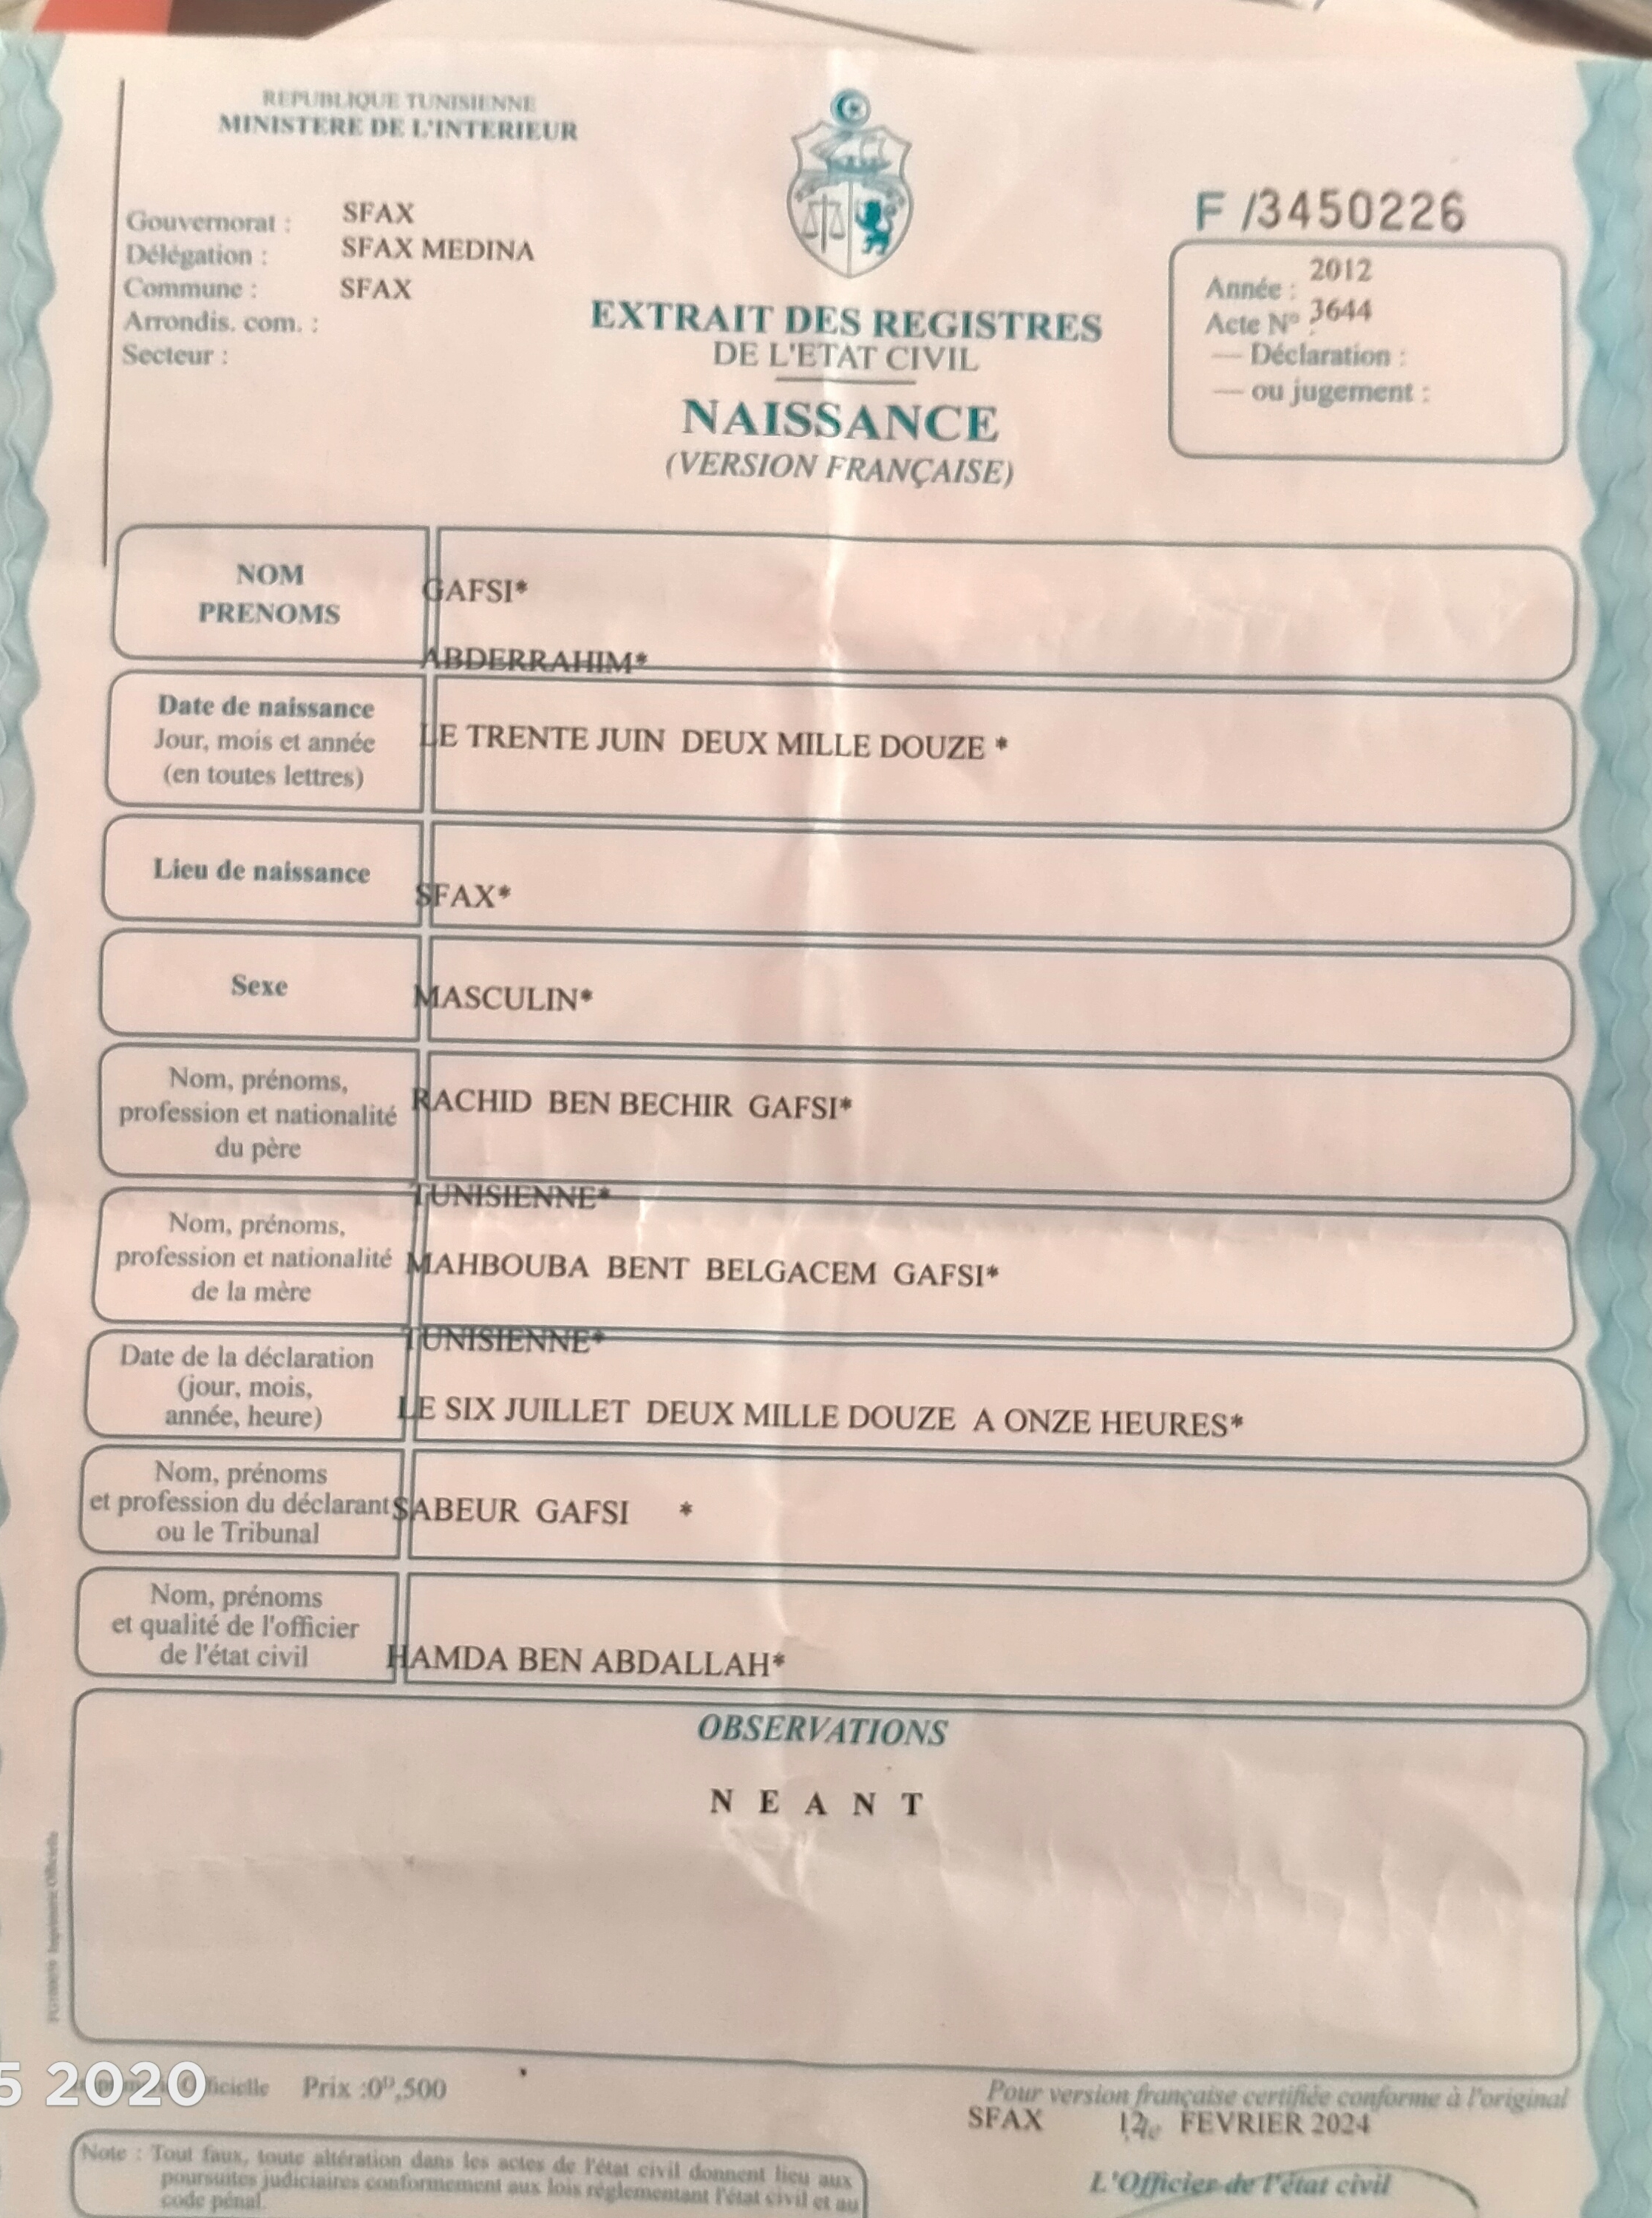 REPUBLIQUE TUNISIENNE
MINISTERE DE L'INTERIEUR
Gouvernorat : SFAX
Délégation : SFAX MEDINA
Commune : SFAX
Arrondis. com. :
Secteur :
EXTRAIT DES REGISTRES
DE L'ETAT CIVIL
NAISSANCE
(VERSION FRANÇAISE)
F /3450226
Année : 2012
Acte N° : 3644
— Déclaration :
— ou jugement :
NOM
PRENOMS
GAFSI*
ABDERRAHIM*
Date de naissance
Jour, mois et année
(en toutes lettres)
LE TRENTE JUIN DEUX MILLE DOUZE *
Lieu de naissance
SFAX*
Sexe
MASCULIN*
Nom, prénoms,
profession et nationalité
du père
RACHID BEN BECHIR GAFSI*
TUNISIENNE*
Nom, prénoms,
profession et nationalité
de la mère
MAHBOUBA BENT BELGACEM GAFSI*
TUNISIENNE*
Date de la déclaration
(jour, mois,
année, heure)
LE SIX JUILLET DEUX MILLE DOUZE A ONZE HEURES*
Nom, prénoms
et profession du déclarant
ou le Tribunal
SABEUR GAFSI *
Nom, prénoms
et qualité de l'officier
de l'état civil
HAMDA BEN ABDALLAH*
OBSERVATIONS
N E A N T
Imprimerie Officielle
5 2020
Officielle Prix :0ᴰ,500
Pour version française certifiée conforme à l'original
SFAX 12 FEVRIER 2024
L'Officier de l'état civil
Note : Tout faux, toute altération dans les actes de l'état civil donnent lieu aux
poursuites judiciaires conformement aux lois réglementant l'état civil et au
code pénal.